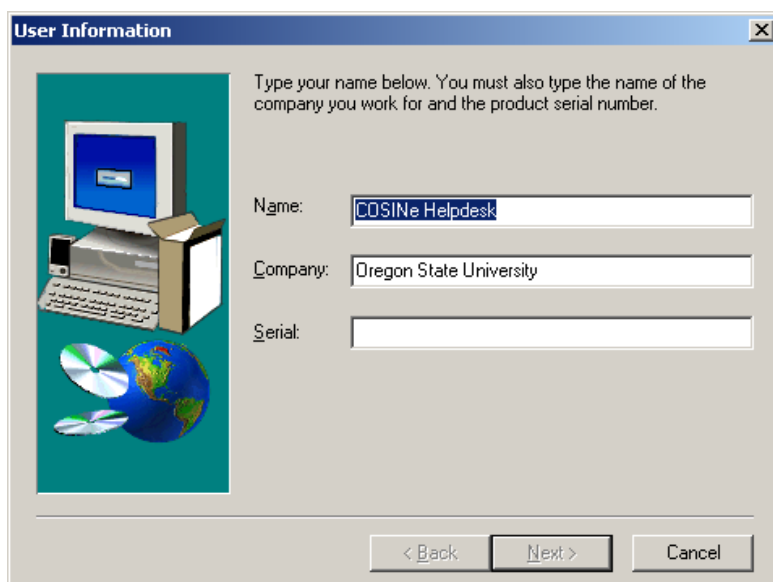 User Information
Type your name below. You must also type the name of the
company you work for and the product serial number.
Name:
COSINe Helpdesk
Company:
Oregon State University
Serial:
< Back
Next >
Cancel